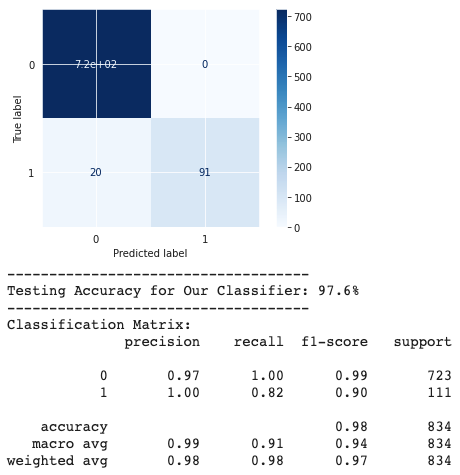 700
600
500
400
300
200
100
0
True label
0
7.2e+02
0
1
20
91
0
1
Predicted label
-------------------------------------
Testing Accuracy for Our Classifier: 97.6%
-------------------------------------
Classification Matrix:
precision recall f1-score support
0 0.97 1.00 0.99 723
1 1.00 0.82 0.90 111
accuracy 0.98 834
macro avg 0.99 0.91 0.94 834
weighted avg 0.98 0.98 0.97 834